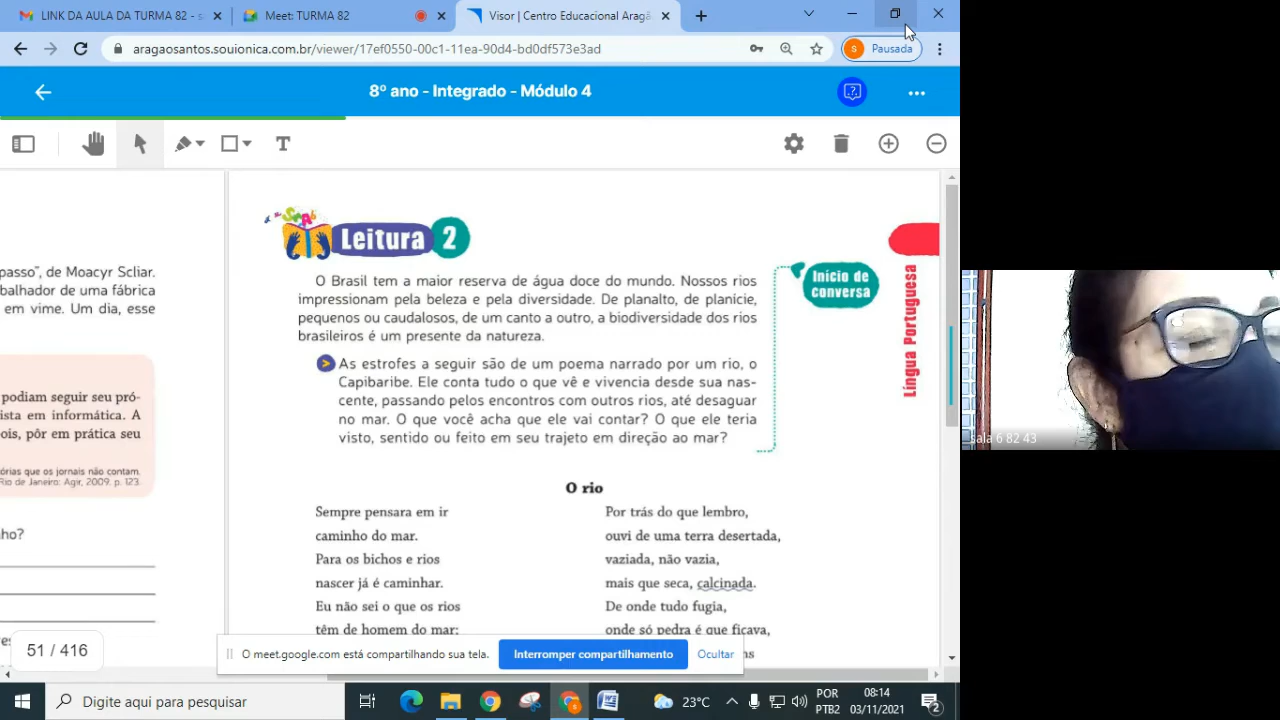 LINK DA AULA DA TURMA 82 - s
Meet: TURMA 82
Visor | Centro Educacional Aragã
aragaosantos.souionica.com.br/viewer/17ef0550-00c1-11ea-90d4-bd0df573e3ad
S
Pausada
8º ano - Integrado - Módulo 4
T
passo", de Moacyr Scliar.
balhador de uma fábrica
em vime. Um dia, esse
podiam seguir seu pró-
ista em informática. A
ois, pôr em prática seu
órias que os jornais não contam.
Rio de Janeiro: Agir, 2009. p. 123.
nho?
Leitura 2
O Brasil tem a maior reserva de água doce do mundo. Nossos rios
impressionam pela beleza e pela diversidade. De planalto, de planície,
pequenos ou caudalosos, de um canto a outro, a biodiversidade dos rios
brasileiros é um presente da natureza.
As estrofes a seguir são de um poema narrado por um rio, o
Capibaribe. Ele conta tudo o que vê e vivencia desde sua nas-
cente, passando pelos encontros com outros rios, até desaguar
no mar. O que você acha que ele vai contar? O que ele teria
visto, sentido ou feito em seu trajeto em direção ao mar?
Início de
conversa
Língua Portuguesa
O rio
Sempre pensara em ir
caminho do mar.
Para os bichos e rios
nascer já é caminhar.
Eu não sei o que os rios
têm de homem do mar;
Por trás do que lembro,
ouvi de uma terra desertada,
vaziada, não vazia,
mais que seca, calcinada.
De onde tudo fugia,
onde só pedra é que ficava,
ns
51 / 416
O meet.google.com está compartilhando sua tela.
Interromper compartilhamento
Ocultar
Digite aqui para pesquisar
23°C
POR
PTB2
08:14
03/11/2021
2
sala 6 82 43